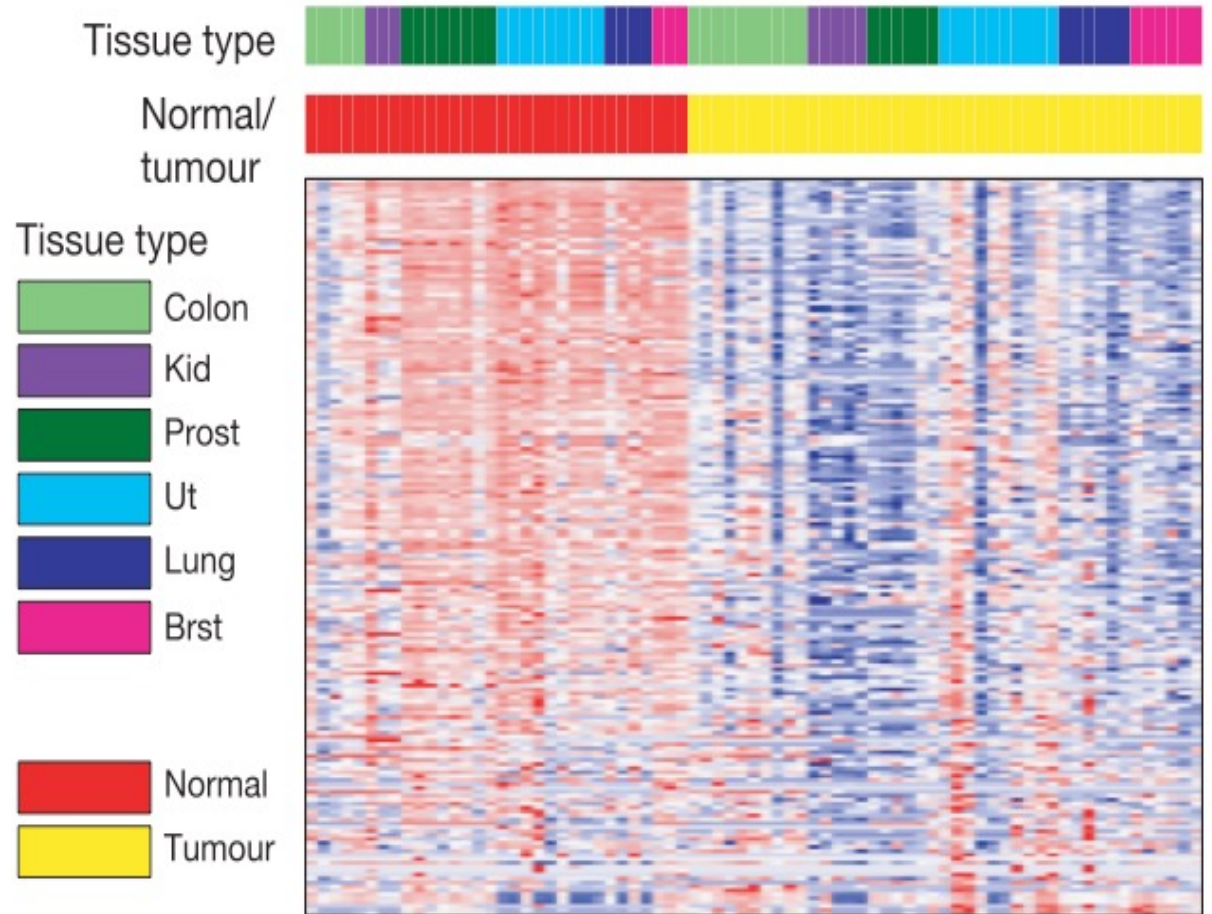 Tissue type
Normal/
tumour
Tissue type
Colon
Kid
Prost
Ut
Lung
Brst
Normal
Tumour